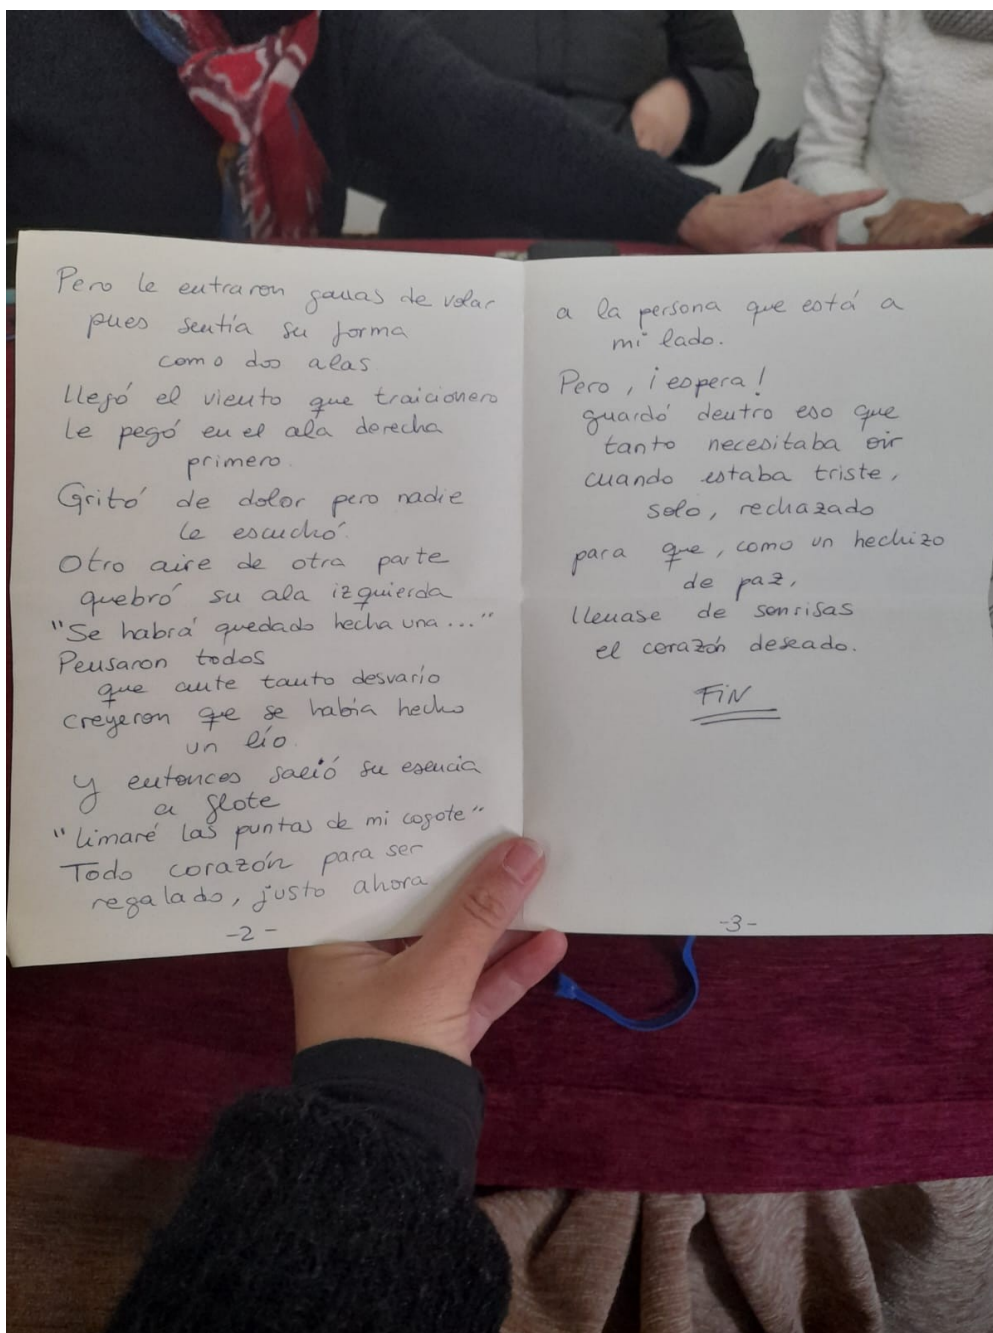 Pero le entraron ganas de volar
pues sentía su forma
como dos alas.
Llegó el viento que traicionero
le pegó en el ala derecha
primero.
Gritó de dolor pero nadie
le escuchó.
Otro aire de otra parte
quebró su ala izquierda
"Se habrá quedado hecha una..."
Pensaron todos
que ante tanto desvarío
creyeron que se había hecho
un lío.
Y entonces salió su esencia
a flote
"Limaré las puntas de mi cogote"
Todo corazón para ser
regalado, justo ahora
-2-
a la persona que está a
mi lado.
Pero, ¡espera!
guardó dentro eso que
tanto necesitaba oír
cuando estaba triste,
solo, rechazado
para que, como un hechizo
de paz,
llenase de sonrisas
el corazón deseado.
FiN
-3-